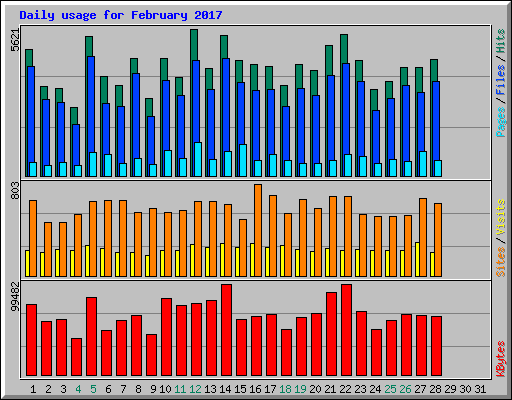 Daily usage for February 2017
5621
Pages / Files / Hits
803
Sites / Visits
99482
KBytes
1 2 3 4 5 6 7 8 9 10 11 12 13 14 15 16 17 18 19 20 21 22 23 24 25 26 27 28 29 30 31